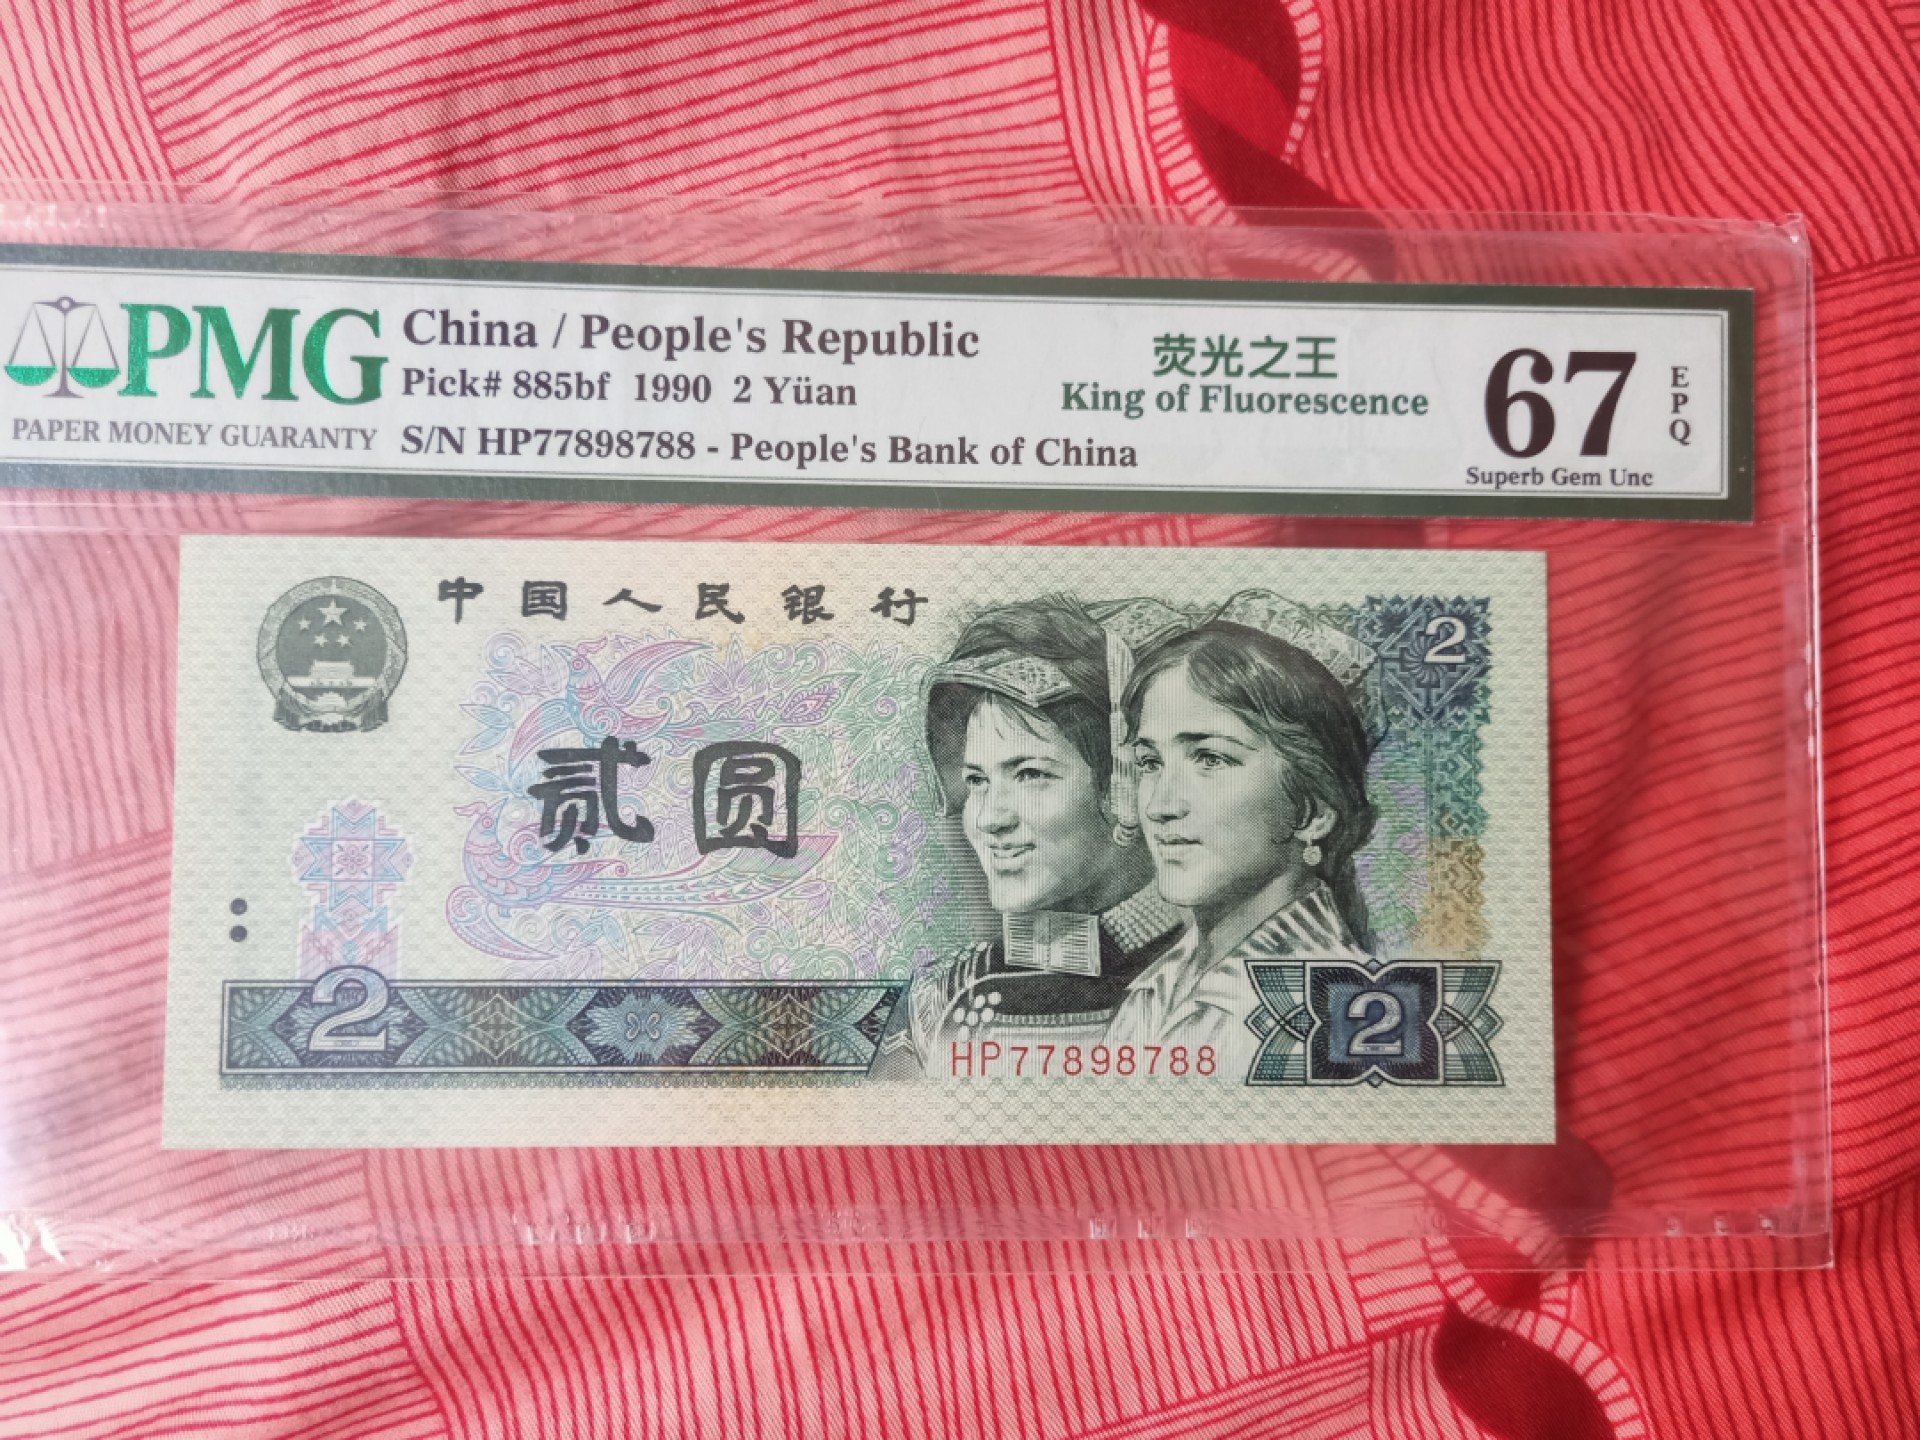 PMG
PAPER MONEY GUARANTY
China / People's Republic
Pick# 885bf 1990 2 Yüan
S/N HP77898788 - People's Bank of China
荧光之王
King of Fluorescence
67
EPQ
Superb Gem Unc
中国人民银行
2
贰圆
2
HP77898788
2